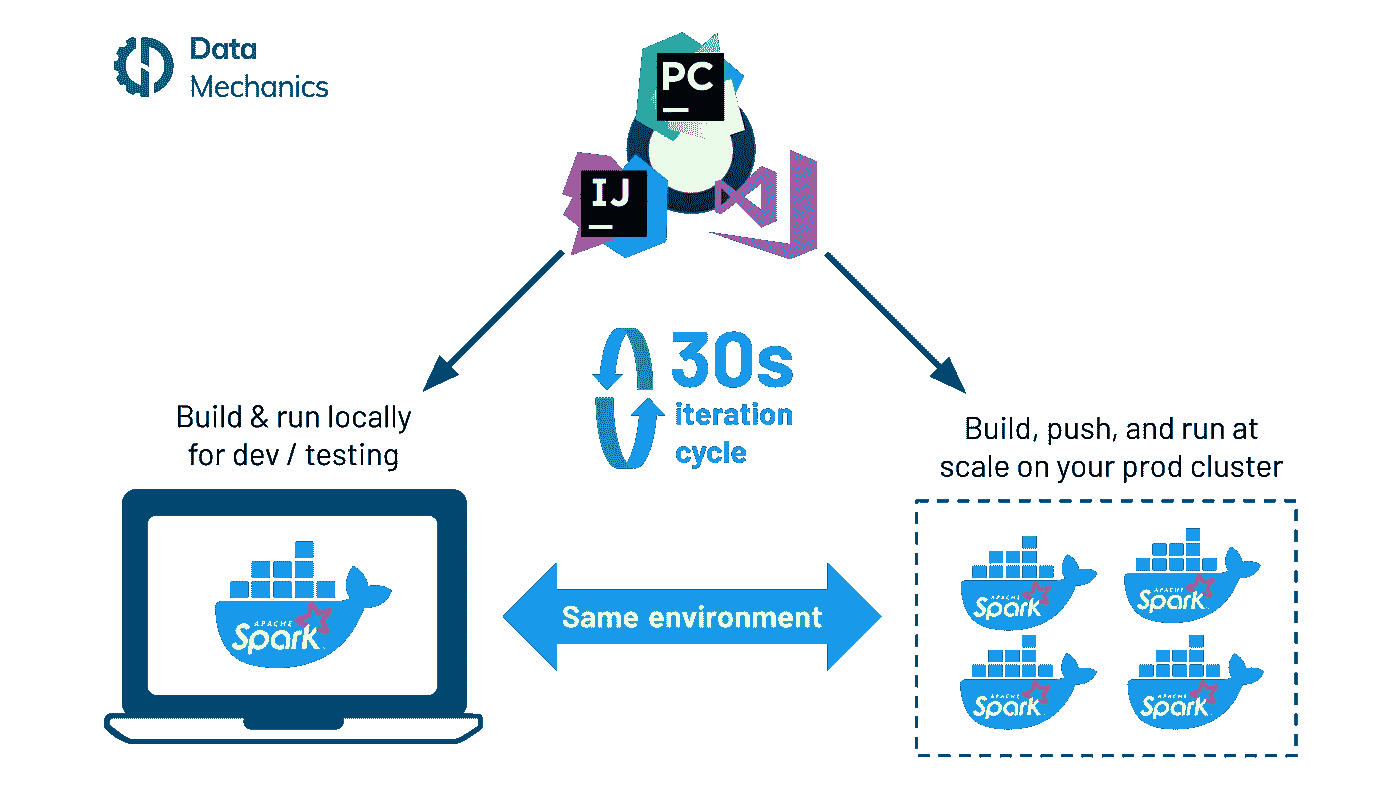 Data
Mechanics
PC
IJ
30s
iteration
cycle
Build & run locally
for dev / testing
Build, push, and run at
scale on your prod cluster
APACHE
Spark
Same environment
APACHE
Spark
APACHE
Spark
APACHE
Spark
APACHE
Spark